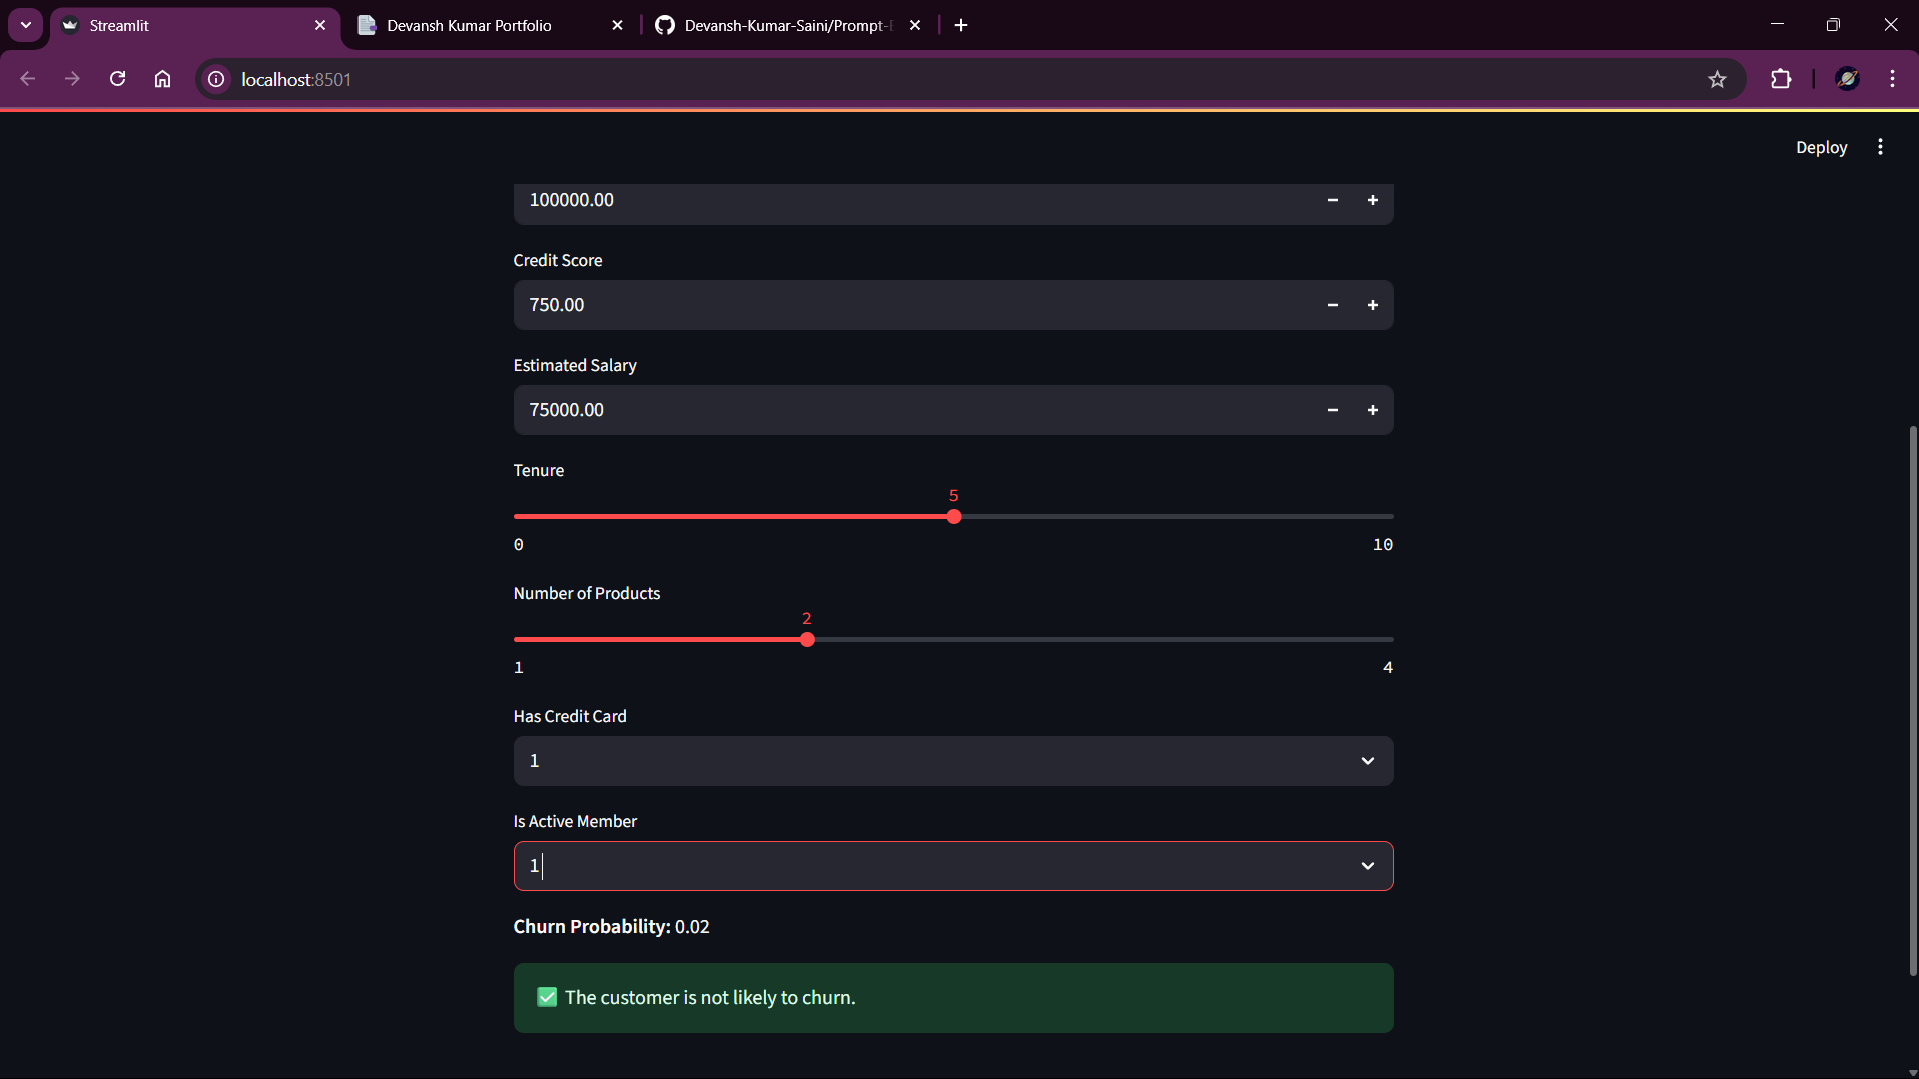 Streamlit
Devansh Kumar Portfolio
Devansh-Kumar-Saini/Prompt-
localhost:8501
Deploy
100000.00
Credit Score
750.00
Estimated Salary
75000.00
Tenure
5
0 10
Number of Products
2
1 4
Has Credit Card
1
Is Active Member
1
Churn Probability: 0.02
✅ The customer is not likely to churn.